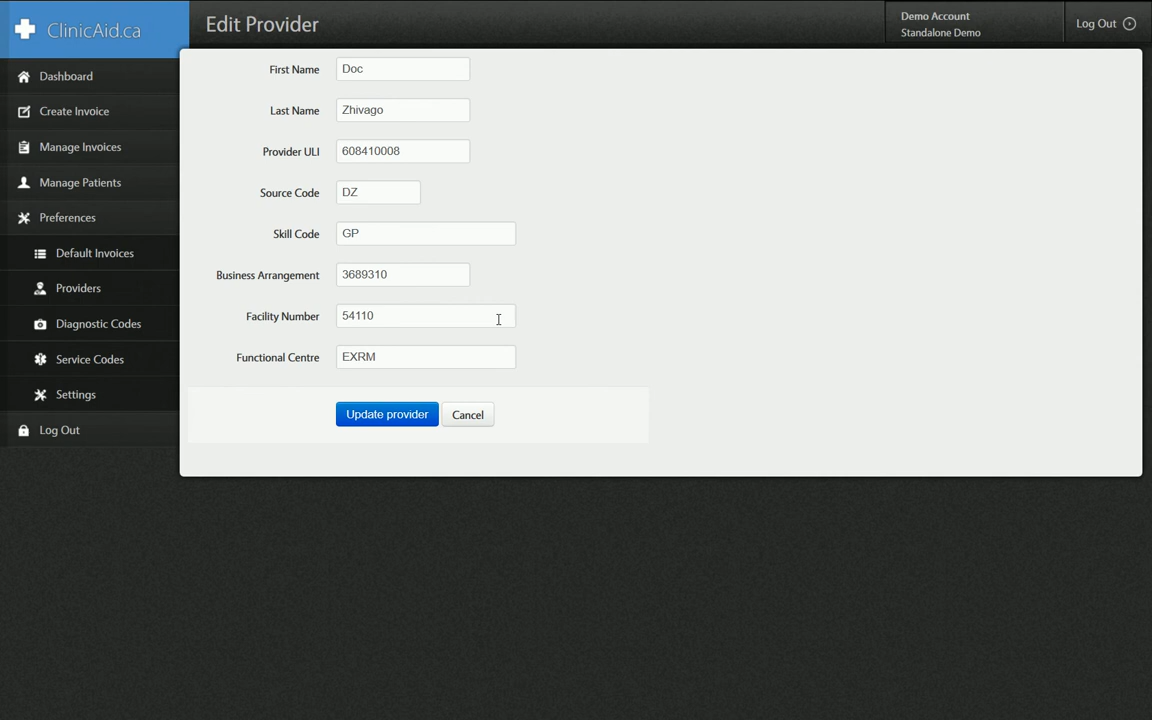 ClinicAid.ca
Edit Provider
Demo Account
Standalone Demo
Log Out
Dashboard
Create Invoice
Manage Invoices
Manage Patients
Preferences
Default Invoices
Providers
Diagnostic Codes
Service Codes
Settings
Log Out
First Name Doc
Last Name Zhivago
Provider ULI 608410008
Source Code DZ
Skill Code GP
Business Arrangement 3689310
Facility Number 54110
Functional Centre EXRM
Update provider Cancel